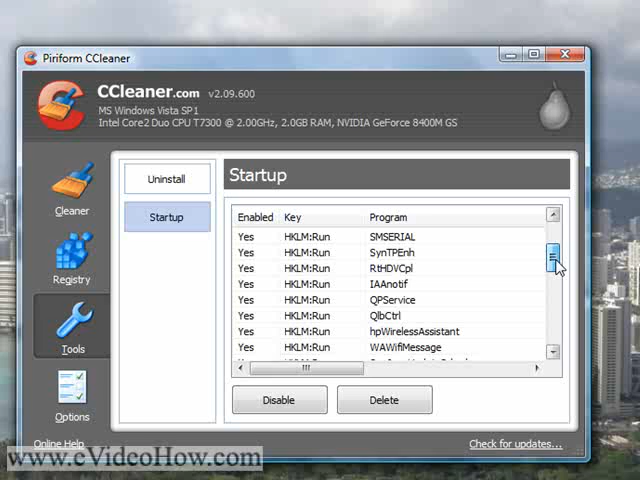 Piriform CCleaner
CCleaner.com v2.09.600
MS Windows Vista SP1
Intel Core2 Duo CPU T7300 @ 2.00GHz, 2.0GB RAM, NVIDIA GeForce 8400M GS
Cleaner
Registry
Tools
Options
Uninstall
Startup
Startup
Enabled Key Program
Yes HKLM:Run SMSERIAL
Yes HKLM:Run SynTPEnh
Yes HKLM:Run RtHDVCpl
Yes HKLM:Run IAAnotif
Yes HKLM:Run QPService
Yes HKLM:Run QlbCtrl
Yes HKLM:Run hpWirelessAssistant
Yes HKLM:Run WAWifiMessage
Disable Delete
Online Help Check for updates...
www.eVideoHow.com